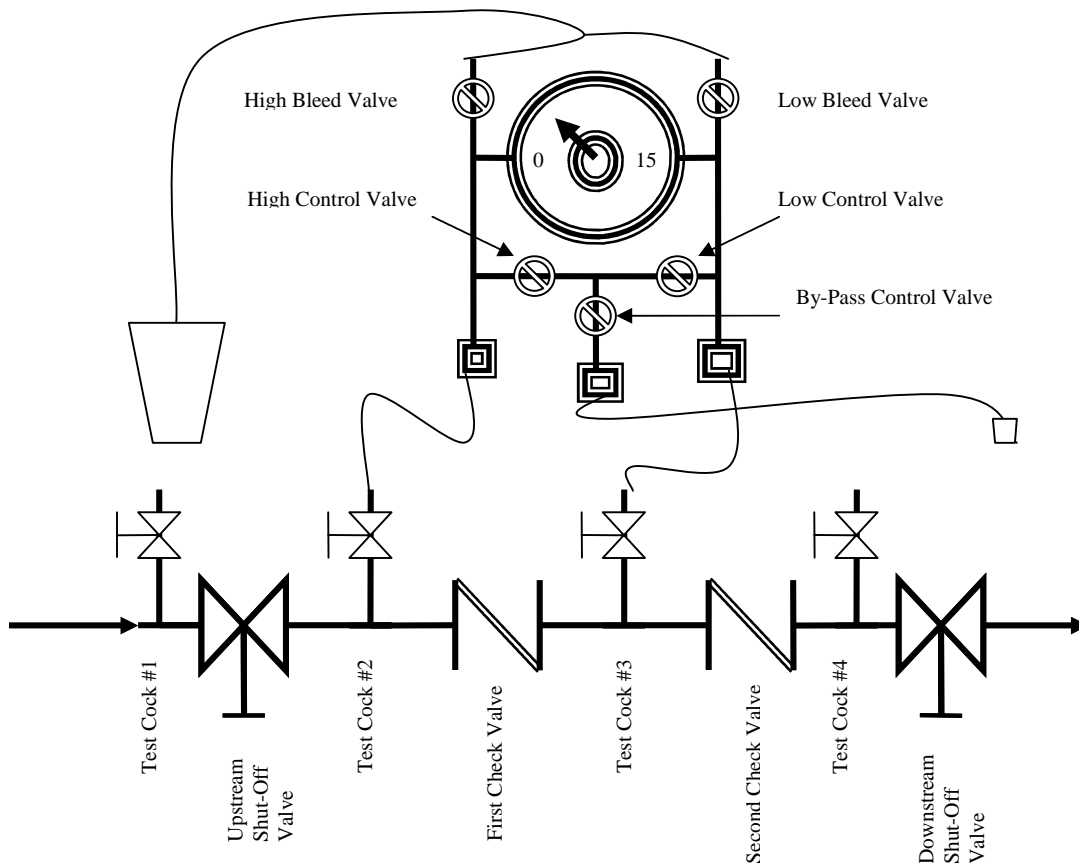 High Bleed Valve
Low Bleed Valve
0
15
High Control Valve
Low Control Valve
By-Pass Control Valve
Test Cock #1
Upstream
Shut-Off
Valve
Test Cock #2
First Check Valve
Test Cock #3
Second Check Valve
Test Cock #4
Downstream
Shut-Off
Valve